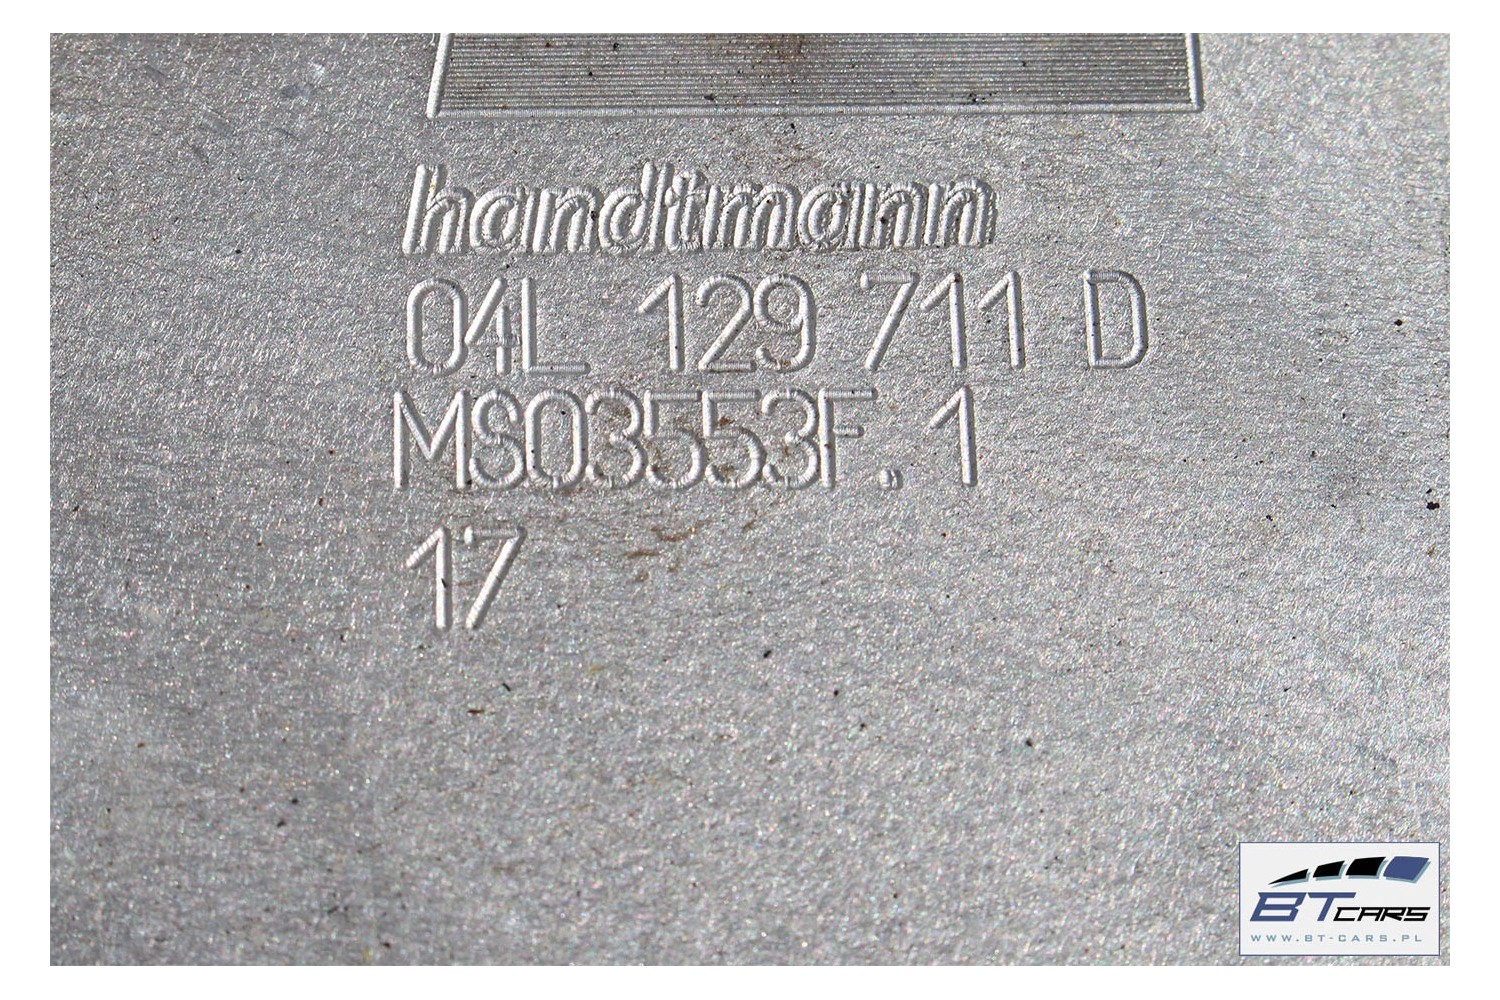 handtmann
04L 129 711 D
MS03553F.1
17
BTCARS
WWW.BT-CARS.PL